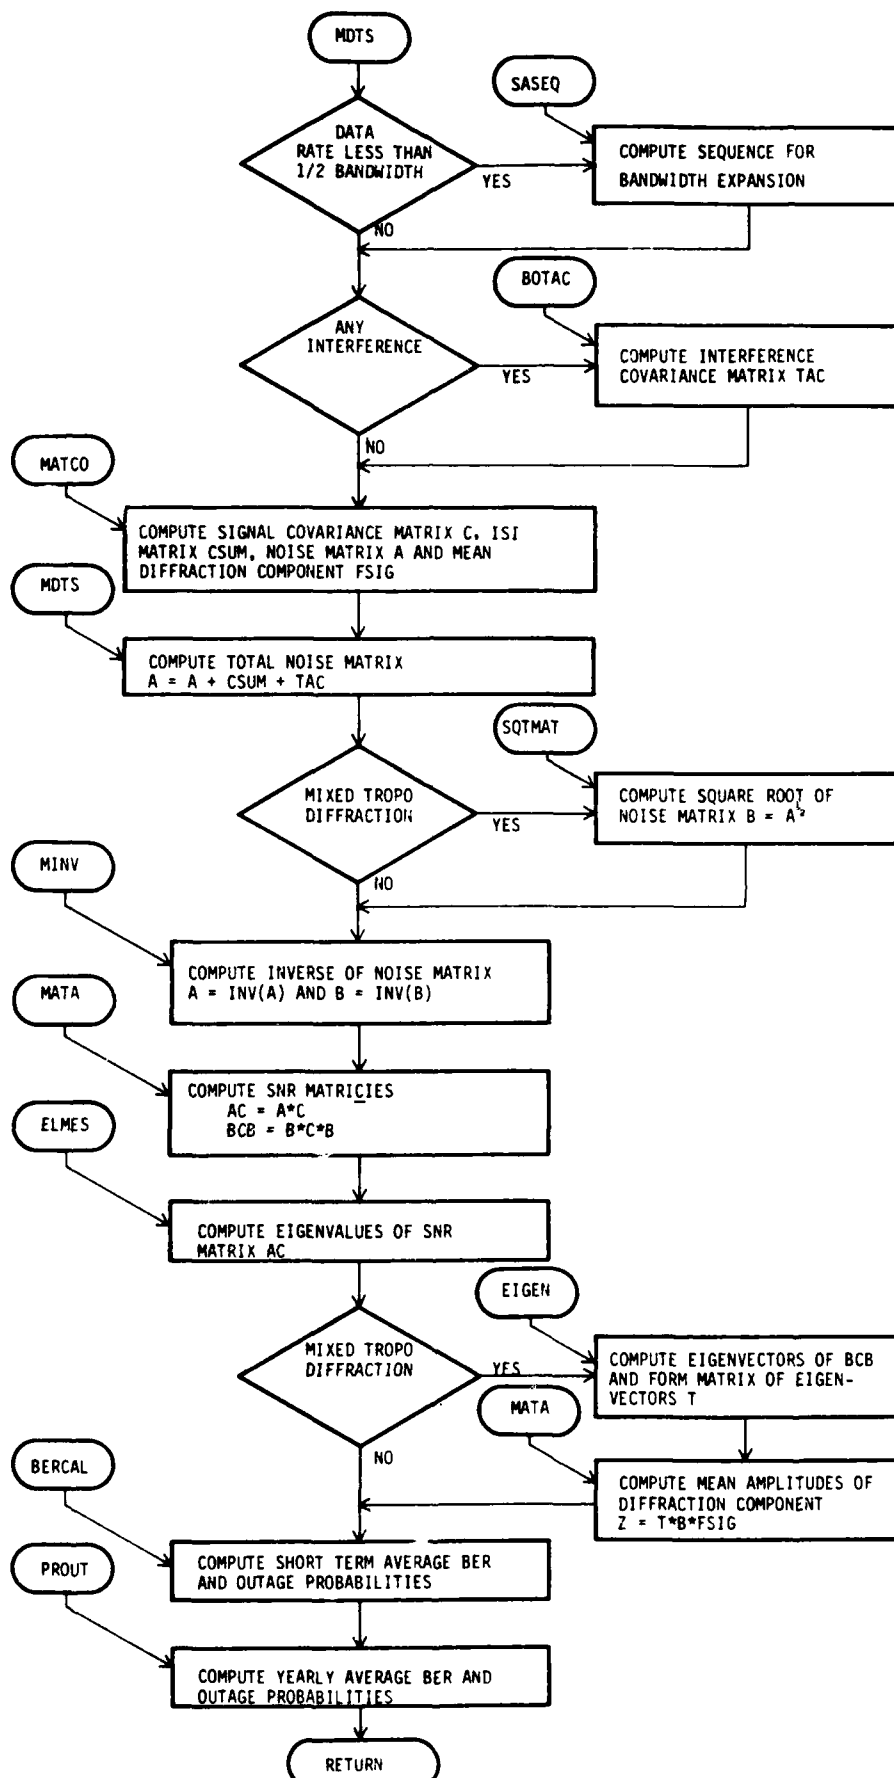 MDTS
SASEQ
DATA
RATE LESS THAN
1/2 BANDWIDTH
YES
COMPUTE SEQUENCE FOR
BANDWIDTH EXPANSION
NO
BOTAC
ANY
INTERFERENCE
YES
COMPUTE INTERFERENCE
COVARIANCE MATRIX TAC
NO
MATCO
COMPUTE SIGNAL COVARIANCE MATRIX C, ISI
MATRIX CSUM, NOISE MATRIX A AND MEAN
DIFFRACTION COMPONENT FSIG
MDTS
COMPUTE TOTAL NOISE MATRIX
A = A + CSUM + TAC
SQTMAT
MIXED TROPO
DIFFRACTION
YES
COMPUTE SQUARE ROOT OF
NOISE MATRIX B = A½
NO
MINV
COMPUTE INVERSE OF NOISE MATRIX
A = INV(A) AND B = INV(B)
MATA
COMPUTE SNR MATRICIES
AC = A*C
BCB = B*C*B
ELMES
COMPUTE EIGENVALUES OF SNR
MATRIX AC
EIGEN
MIXED TROPO
DIFFRACTION
YES
COMPUTE EIGENVECTORS OF BCB
AND FORM MATRIX OF EIGEN-
VECTORS T
MATA
NO
COMPUTE MEAN AMPLITUDES OF
DIFFRACTION COMPONENT
Z = T*B*FSIG
BERCAL
COMPUTE SHORT TERM AVERAGE BER
AND OUTAGE PROBABILITIES
PROUT
COMPUTE YEARLY AVERAGE BER AND
OUTAGE PROBABILITIES
RETURN